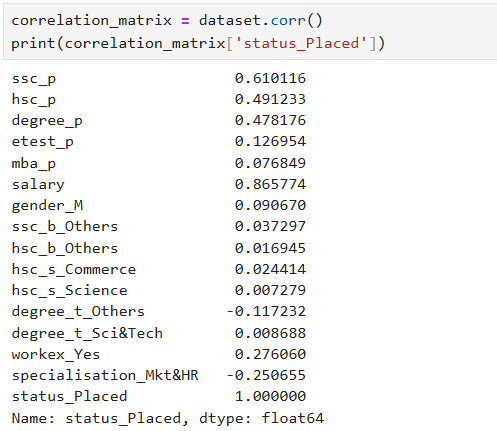 correlation_matrix = dataset.corr()
print(correlation_matrix['status_Placed'])
ssc_p 0.610116
hsc_p 0.491233
degree_p 0.478176
etest_p 0.126954
mba_p 0.076849
salary 0.865774
gender_M 0.090670
ssc_b_Others 0.037297
hsc_b_Others 0.016945
hsc_s_Commerce 0.024414
hsc_s_Science 0.007279
degree_t_Others -0.117232
degree_t_Sci&Tech 0.008688
workex_Yes 0.276060
specialisation_Mkt&HR -0.250655
status_Placed 1.000000
Name: status_Placed, dtype: float64